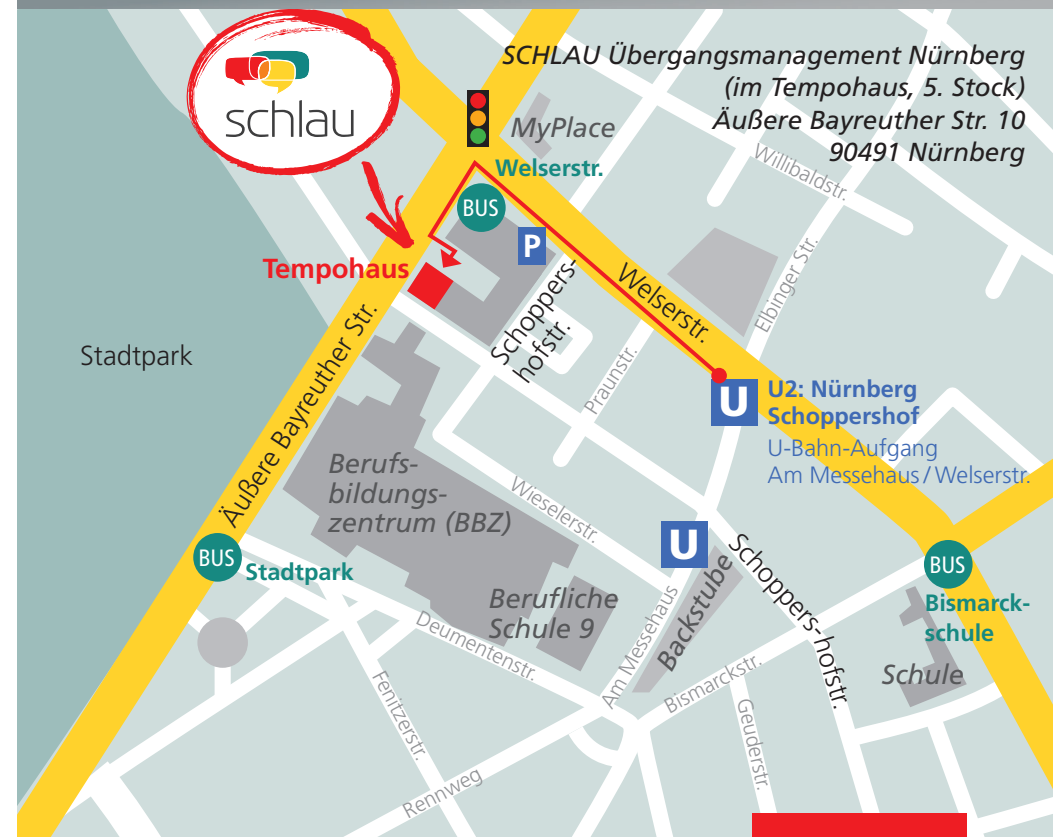 schlau
SCHLAU Übergangsmanagement Nürnberg
(im Tempohaus, 5. Stock)
Äußere Bayreuther Str. 10
90491 Nürnberg
MyPlace
Welserstr.
BUS
P
Willibaldstr.
Tempohaus
Schoppers-
hofstr.
Welserstr.
Elbinger Str.
Stadtpark
Äußere Bayreuther Str.
Praunstr.
U
U2: Nürnberg
Schoppershof
U-Bahn-Aufgang
Am Messehaus / Welserstr.
Berufs-
bildungs-
zentrum (BBZ)
Wieselerstr.
U
BUS
Stadtpark
Schoppers-hofstr.
BUS
Bismarck-
schule
Berufliche
Schule 9
Deumentenstr.
Am Messehaus
Backstube
Bismarckstr.
Schule
Fenitzerstr.
Geuderstr.
Rennweg